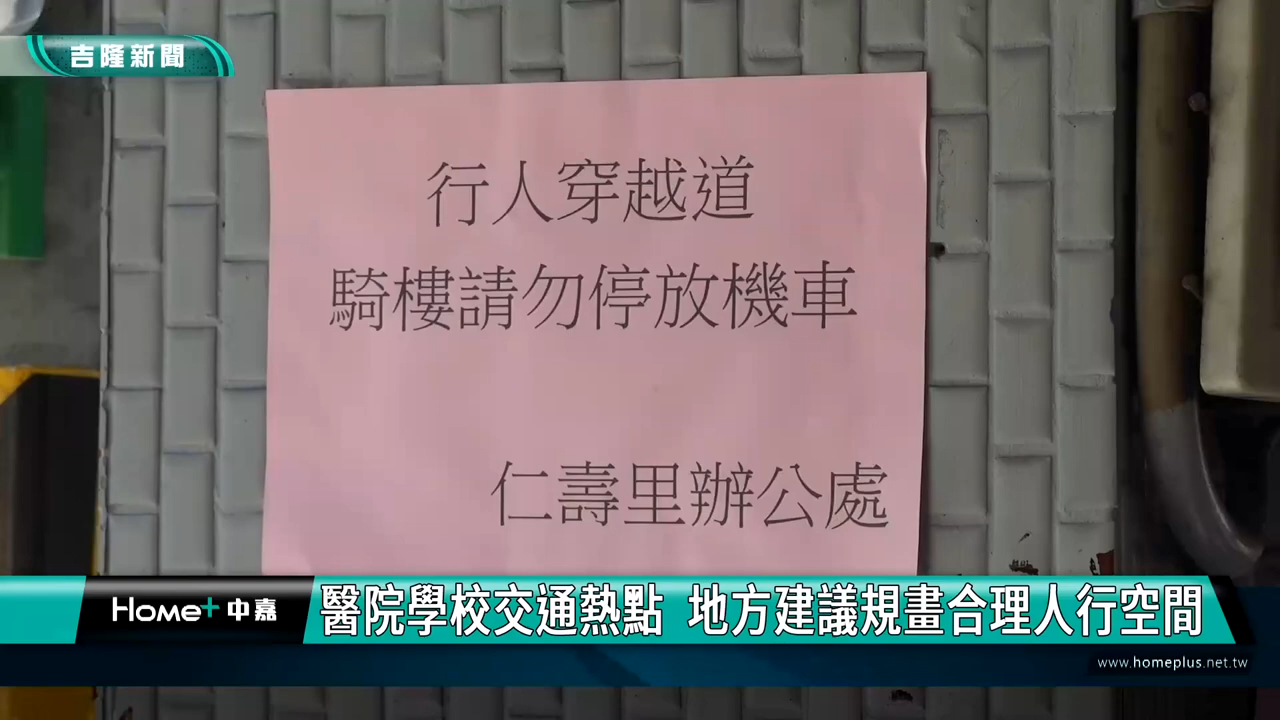 吉隆新聞
行人穿越道
騎樓請勿停放機車
仁壽里辦公處
Home+中嘉
醫院學校交通熱點 地方建議規畫合理人行空間
www.homeplus.net.tw